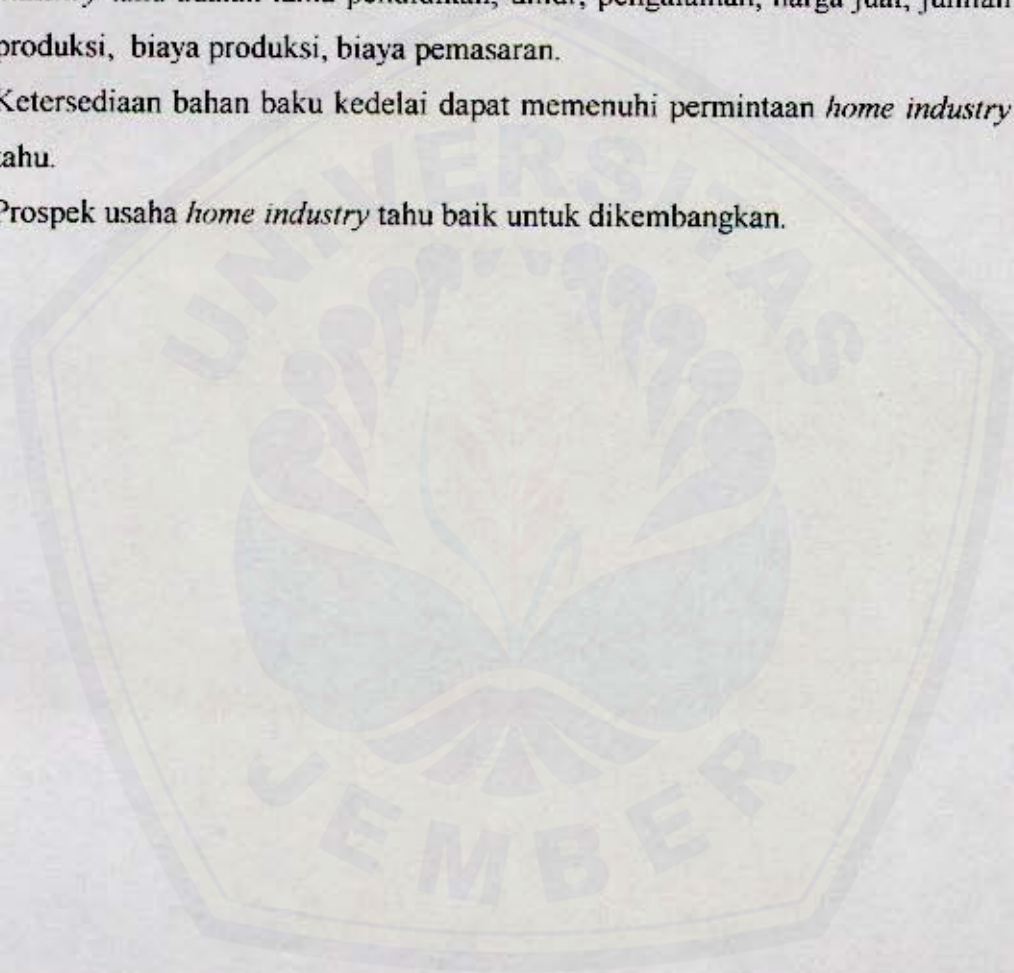 produksi, biaya produksi, biaya pemasaran.
Ketersediaan bahan baku kedelai dapat memenuhi permintaan home industry
tahu.
Prospek usaha home industry tahu baik untuk dikembangkan.
UNIVERSITAS
JEMBER